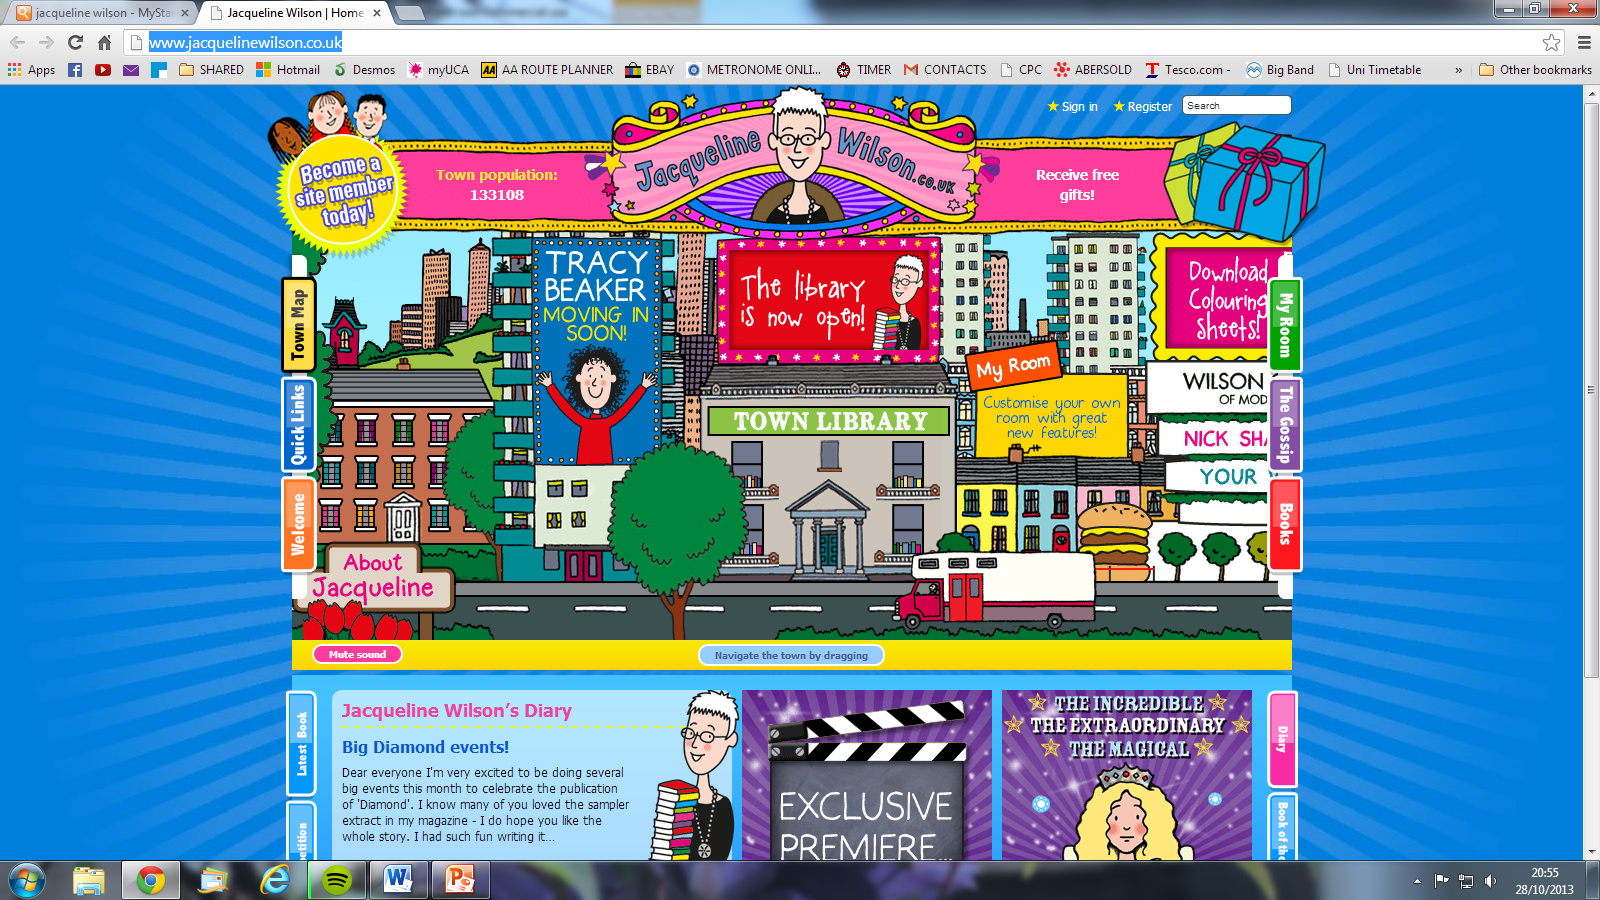 jacqueline wilson - MySta
Jacqueline Wilson | Home
www.jacquelinewilson.co.uk
Apps
SHARED
Hotmail
Desmos
myUCA
AA
AA ROUTE PLANNER
EBAY
METRONOME ONLI...
TIMER
CONTACTS
CPC
ABERSOLD
Tesco.com -
Big Band
Uni Timetable
»
Other bookmarks
Sign in
Register
Search
Become a
site member
today!
Town population:
133108
Jacqueline Wilson.co.uk
Receive free
gifts!
TRACY
BEAKER
MOVING IN
SOON!
The library
is now open!
Download
Colouring
Sheets!
Town Map
Quick Links
Welcome
My Room
The Gossip
Books
My Room
Customise your own
room with great
new features!
TOWN LIBRARY
WILSON
OF MOD
NICK SHA
YOUR
About
Jacqueline
Mute sound
Navigate the town by dragging
Latest Book
etition
Jacqueline Wilson's Diary
Big Diamond events!
Dear everyone I'm very excited to be doing several
big events this month to celebrate the publication
of 'Diamond'. I know many of you loved the sampler
extract in my magazine - I do hope you like the
whole story. I had such fun writing it...
EXCLUSIVE
PREMIERE...
THE INCREDIBLE
THE EXTRAORDINARY
THE MAGICAL
Diary
Book of the
20:55
28/10/2013